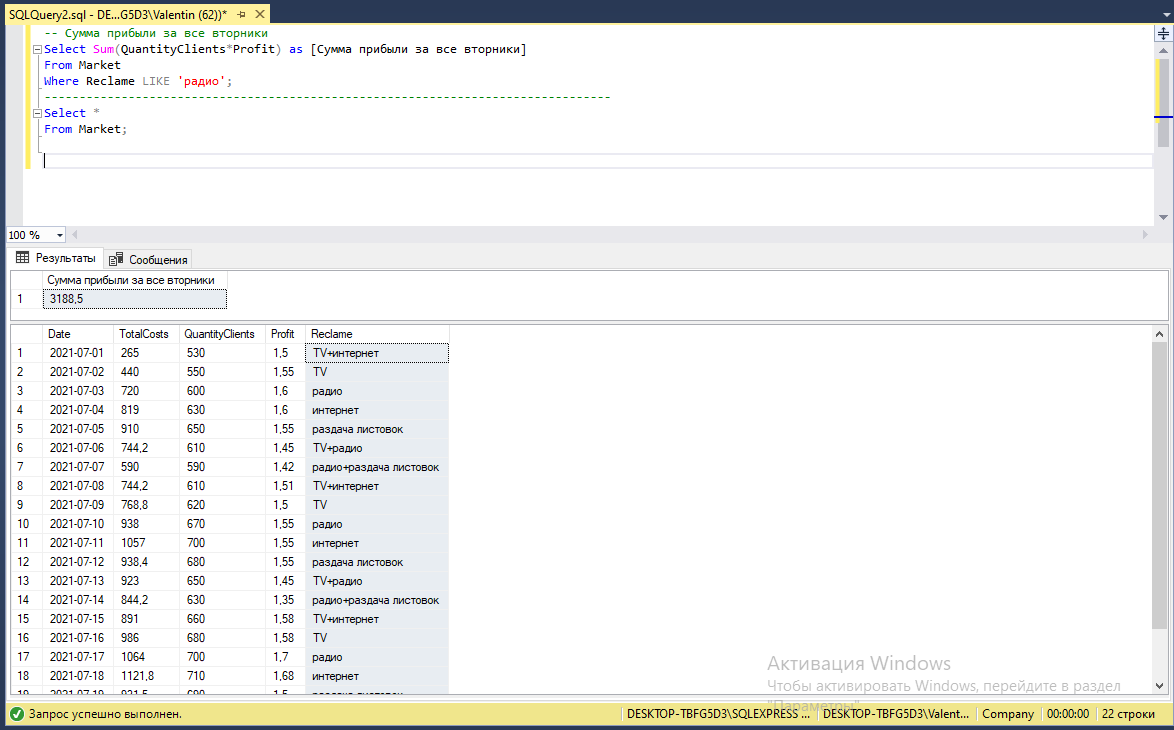 SQLQuery2.sql - DE...G5D3\Valentin (62))*
-- Сумма прибыли за все вторники
Select Sum(QuantityClients*Profit) as [Сумма прибыли за все вторники]
From Market
Where Reclame LIKE 'радио';
--------------------------------------------------------------------------------
Select *
From Market;
100 %
Результаты Сообщения
Сумма прибыли за все вторники
1 3188,5
Date TotalCosts QuantityClients Profit Reclame
1 2021-07-01 265 530 1,5 TV+интернет
2 2021-07-02 440 550 1,55 TV
3 2021-07-03 720 600 1,6 радио
4 2021-07-04 819 630 1,6 интернет
5 2021-07-05 910 650 1,55 раздача листовок
6 2021-07-06 744,2 610 1,45 TV+радио
7 2021-07-07 590 590 1,42 радио+раздача листовок
8 2021-07-08 744,2 610 1,51 TV+интернет
9 2021-07-09 768,8 620 1,5 TV
10 2021-07-10 938 670 1,55 радио
11 2021-07-11 1057 700 1,55 интернет
12 2021-07-12 938,4 680 1,55 раздача листовок
13 2021-07-13 923 650 1,45 TV+радио
14 2021-07-14 844,2 630 1,35 радио+раздача листовок
15 2021-07-15 891 660 1,58 TV+интернет
16 2021-07-16 986 680 1,58 TV
17 2021-07-17 1064 700 1,7 радио
18 2021-07-18 1121,8 710 1,68 интернет
19 2021-07-19 931,5 690 1,5 раздача листовок
Активация Windows
Чтобы активировать Windows, перейдите в раздел
"Параметры".
Запрос успешно выполнен. DESKTOP-TBFG5D3\SQLEXPRESS ... DESKTOP-TBFG5D3\Valent... Company 00:00:00 22 строки